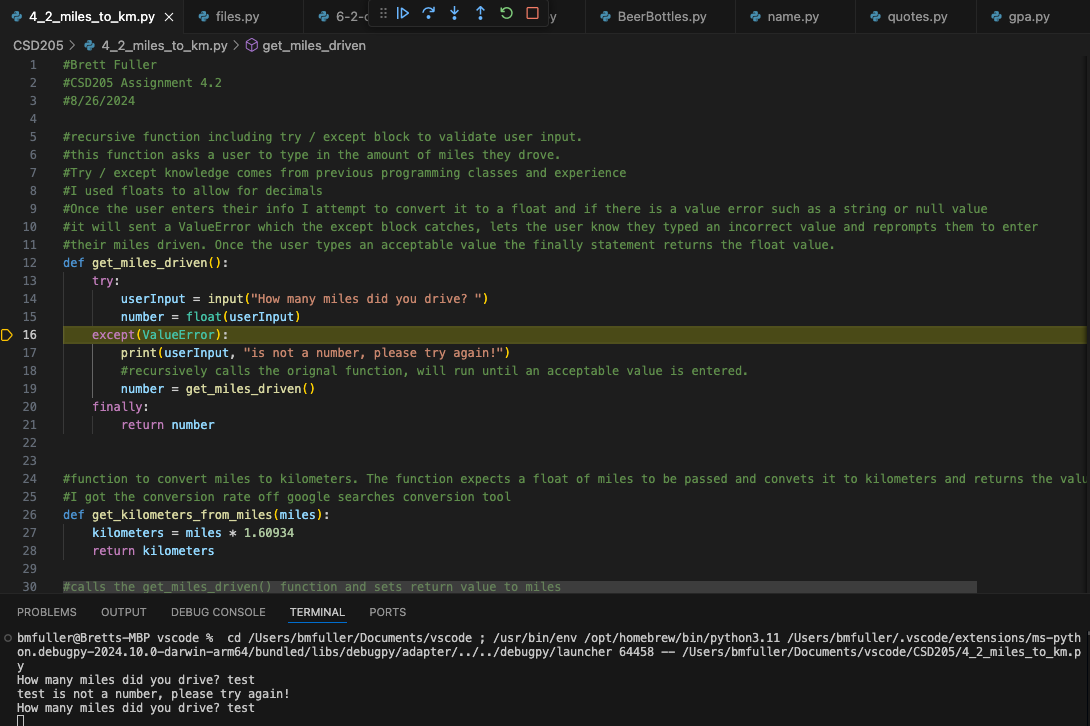 4_2_miles_to_km.py
files.py
6-2-
y
BeerBottles.py
name.py
quotes.py
gpa.py
CSD205 > 4_2_miles_to_km.py > get_miles_driven
1 #Brett Fuller
2 #CSD205 Assignment 4.2
3 #8/26/2024
4
5 #recursive function including try / except block to validate user input.
6 #this function asks a user to type in the amount of miles they drove.
7 #Try / except knowledge comes from previous programming classes and experience
8 #I used floats to allow for decimals
9 #Once the user enters their info I attempt to convert it to a float and if there is a value error such as a string or null value
10 #it will sent a ValueError which the except block catches, lets the user know they typed an incorrect value and reprompts them to enter
11 #their miles driven. Once the user types an acceptable value the finally statement returns the float value.
12 def get_miles_driven():
13 try:
14 userInput = input("How many miles did you drive? ")
15 number = float(userInput)
16 except(ValueError):
17 print(userInput, "is not a number, please try again!")
18 #recursively calls the orignal function, will run until an acceptable value is entered.
19 number = get_miles_driven()
20 finally:
21 return number
22
23
24 #function to convert miles to kilometers. The function expects a float of miles to be passed and convets it to kilometers and returns the valu
25 #I got the conversion rate off google searches conversion tool
26 def get_kilometers_from_miles(miles):
27 kilometers = miles * 1.60934
28 return kilometers
29
30 #calls the get_miles_driven() function and sets return value to miles
PROBLEMS OUTPUT DEBUG CONSOLE TERMINAL PORTS
bmfuller@Bretts-MBP vscode % cd /Users/bmfuller/Documents/vscode ; /usr/bin/env /opt/homebrew/bin/python3.11 /Users/bmfuller/.vscode/extensions/ms-pyth
on.debugpy-2024.10.0-darwin-arm64/bundled/libs/debugpy/adapter/../../debugpy/launcher 64458 -- /Users/bmfuller/Documents/vscode/CSD205/4_2_miles_to_km.p
y
How many miles did you drive? test
test is not a number, please try again!
How many miles did you drive? test